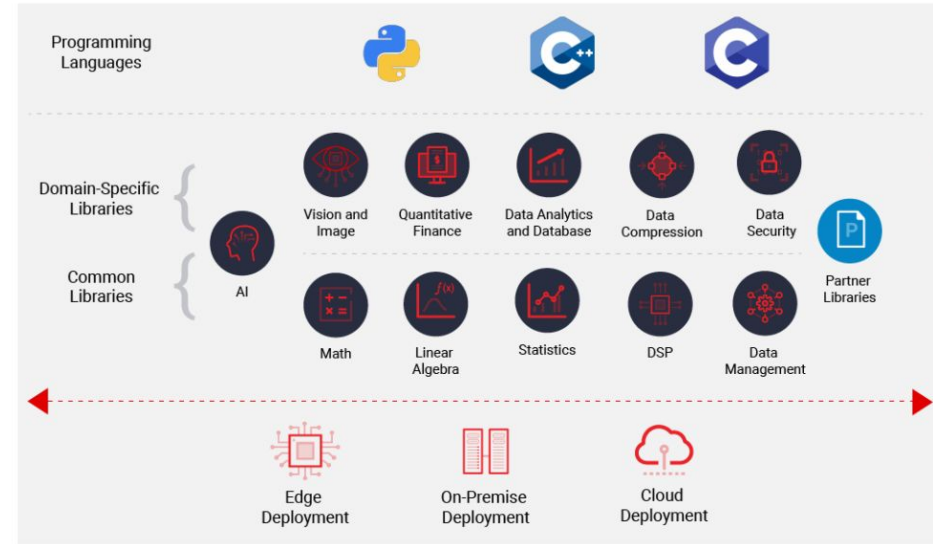 Programming
Languages
C++
C
Domain-Specific
Libraries
Common
Libraries
AI
Vision and
Image
$
Quantitative
Finance
Data Analytics
and Database
Data
Compression
Data
Security
P
Partner
Libraries
+ −
× =
Math
f(x)
Linear
Algebra
Statistics
DSP
Data
Management
Edge
Deployment
On-Premise
Deployment
Cloud
Deployment